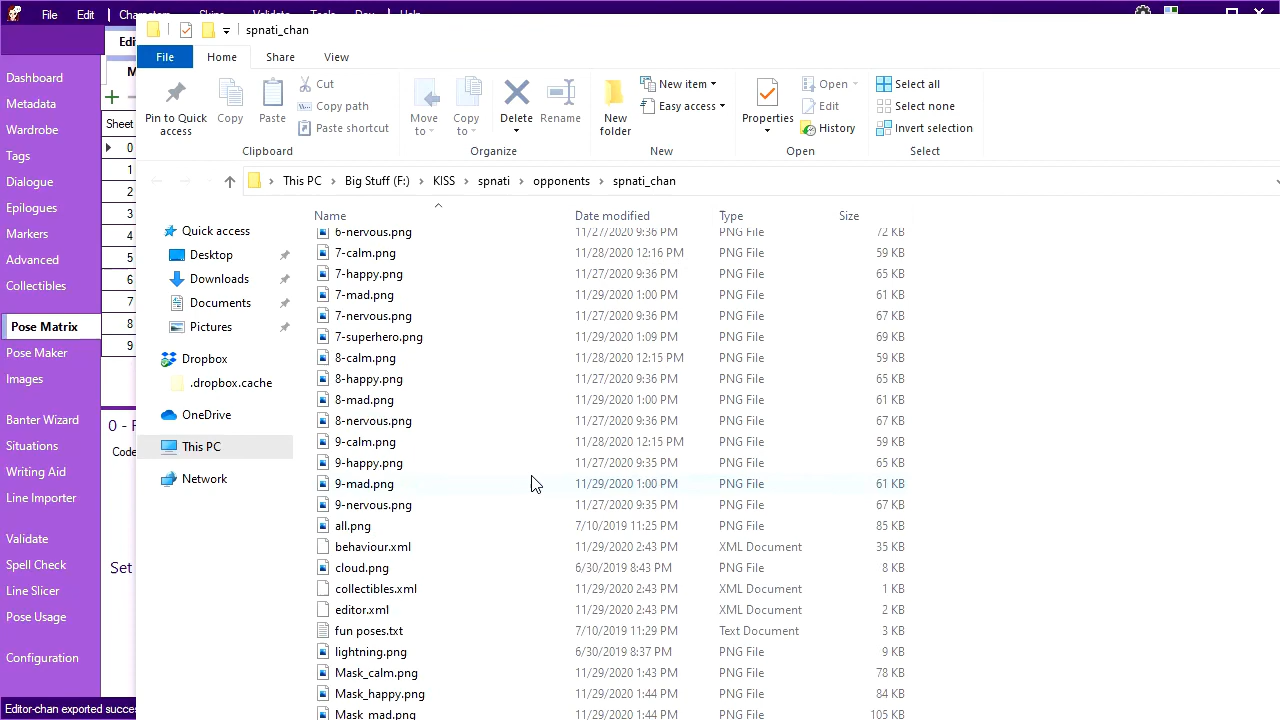 File Edit Characters Skins Validate Tools Dev Help
spnati_chan
File Home Share View
Pin to Quick access
Copy
Paste
Cut
Copy path
Paste shortcut
Clipboard
Move to
Copy to
Delete
Rename
Organize
New folder
New item
Easy access
New
Properties
Open
Edit
History
Open
Select all
Select none
Invert selection
Select
This PC Big Stuff (F:) KISS spnati opponents spnati_chan
Dashboard
Metadata
Wardrobe
Tags
Dialogue
Epilogues
Markers
Advanced
Collectibles
Pose Matrix
Pose Maker
Images
Banter Wizard
Situations
Writing Aid
Line Importer
Validate
Spell Check
Line Slicer
Pose Usage
Configuration
Sheet
0
1
2
3
4
5
6
7
8
9
Set
Editor-chan exported
Quick access
Desktop
Downloads
Documents
Pictures
Dropbox
.dropbox.cache
OneDrive
This PC
Network
Name Date modified Type Size
6-nervous.png 11/27/2020 9:36 PM PNG File 72 KB
7-calm.png 11/28/2020 12:16 PM PNG File 59 KB
7-happy.png 11/27/2020 9:36 PM PNG File 65 KB
7-mad.png 11/29/2020 1:00 PM PNG File 61 KB
7-nervous.png 11/27/2020 9:36 PM PNG File 67 KB
7-superhero.png 11/29/2020 1:09 PM PNG File 69 KB
8-calm.png 11/28/2020 12:15 PM PNG File 59 KB
8-happy.png 11/27/2020 9:36 PM PNG File 65 KB
8-mad.png 11/29/2020 1:00 PM PNG File 61 KB
8-nervous.png 11/27/2020 9:36 PM PNG File 67 KB
9-calm.png 11/28/2020 12:15 PM PNG File 59 KB
9-happy.png 11/27/2020 9:35 PM PNG File 65 KB
9-mad.png 11/29/2020 1:00 PM PNG File 61 KB
9-nervous.png 11/27/2020 9:35 PM PNG File 67 KB
all.png 7/10/2019 11:25 PM PNG File 85 KB
behaviour.xml 11/29/2020 2:43 PM XML Document 35 KB
cloud.png 6/30/2019 8:43 PM PNG File 8 KB
collectibles.xml 11/29/2020 2:43 PM XML Document 1 KB
editor.xml 11/29/2020 2:43 PM XML Document 2 KB
fun poses.txt 7/10/2019 11:29 PM Text Document 3 KB
lightning.png 6/30/2019 8:37 PM PNG File 9 KB
Mask_calm.png 11/29/2020 1:43 PM PNG File 78 KB
Mask_happy.png 11/29/2020 1:44 PM PNG File 84 KB
Mask_mad.png 11/29/2020 1:44 PM PNG File 105 KB